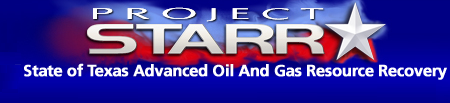 PROJECT
STARR
State of Texas Advanced Oil And Gas Resource Recovery